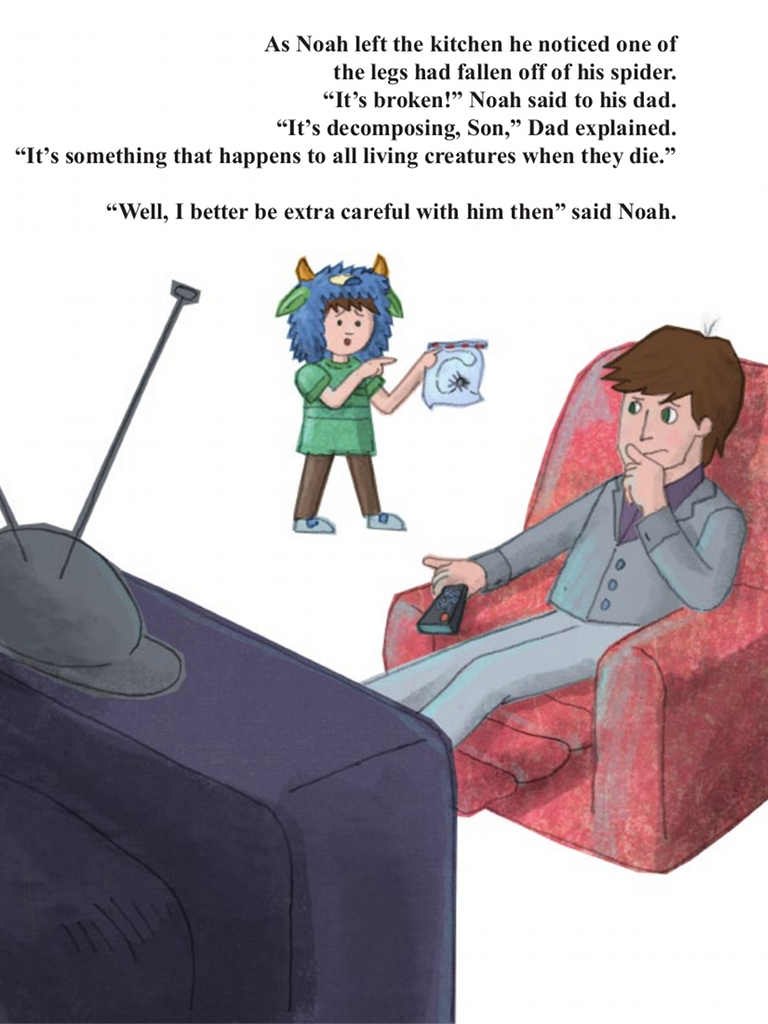 As Noah left the kitchen he noticed one of
the legs had fallen off of his spider.
“It’s broken!” Noah said to his dad.
“It’s decomposing, Son,” Dad explained.
“It’s something that happens to all living creatures when they die.”
“Well, I better be extra careful with him then” said Noah.